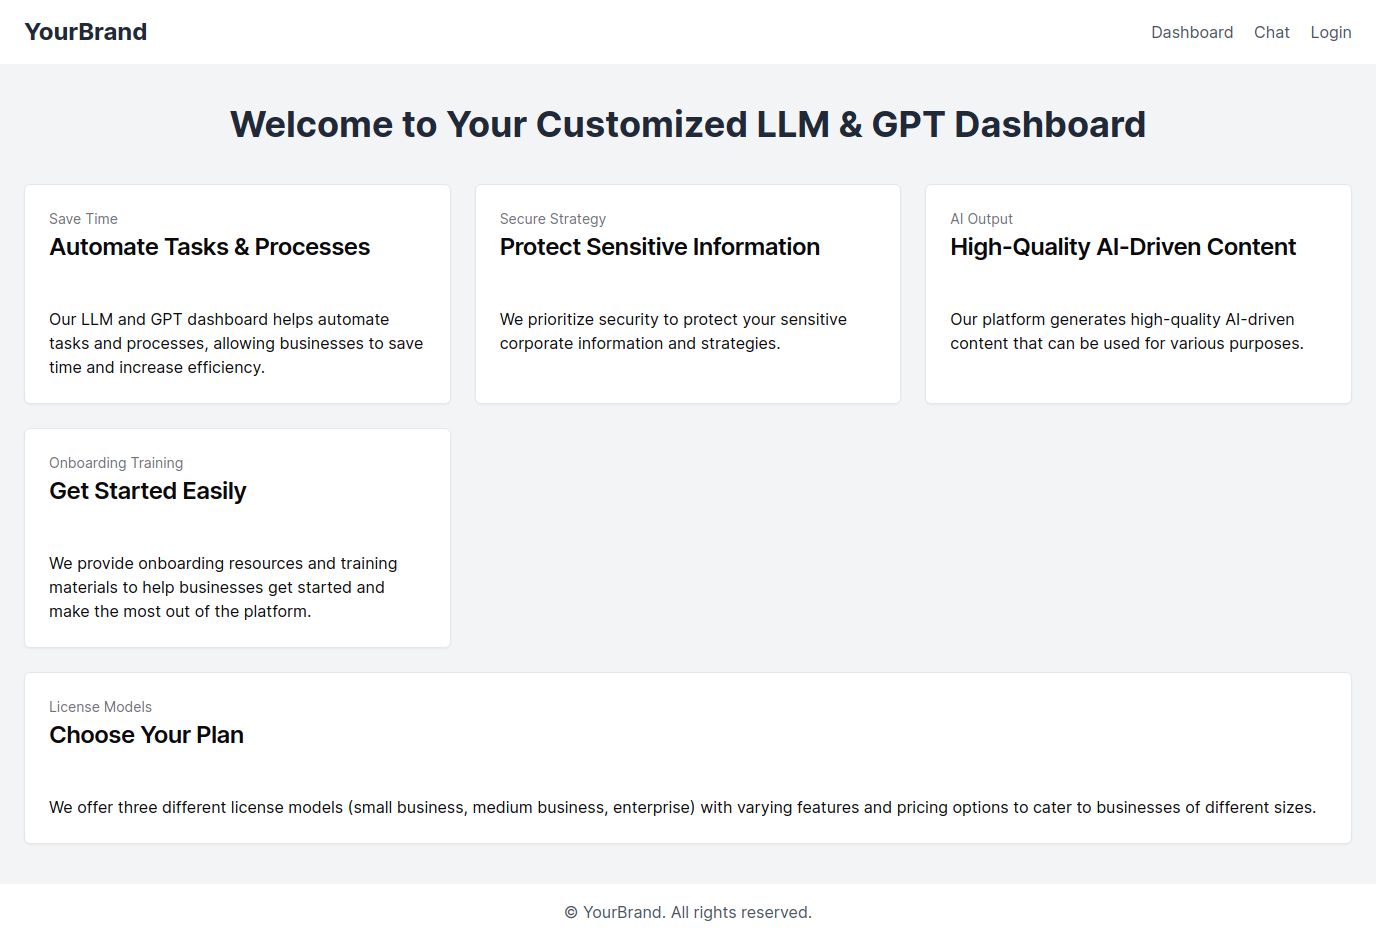 YourBrand
Dashboard Chat Login
Welcome to Your Customized LLM & GPT Dashboard
Save Time
Automate Tasks & Processes
Our LLM and GPT dashboard helps automate
tasks and processes, allowing businesses to save
time and increase efficiency.
Secure Strategy
Protect Sensitive Information
We prioritize security to protect your sensitive
corporate information and strategies.
AI Output
High-Quality AI-Driven Content
Our platform generates high-quality AI-driven
content that can be used for various purposes.
Onboarding Training
Get Started Easily
We provide onboarding resources and training
materials to help businesses get started and
make the most out of the platform.
License Models
Choose Your Plan
We offer three different license models (small business, medium business, enterprise) with varying features and pricing options to cater to businesses of different sizes.
© YourBrand. All rights reserved.